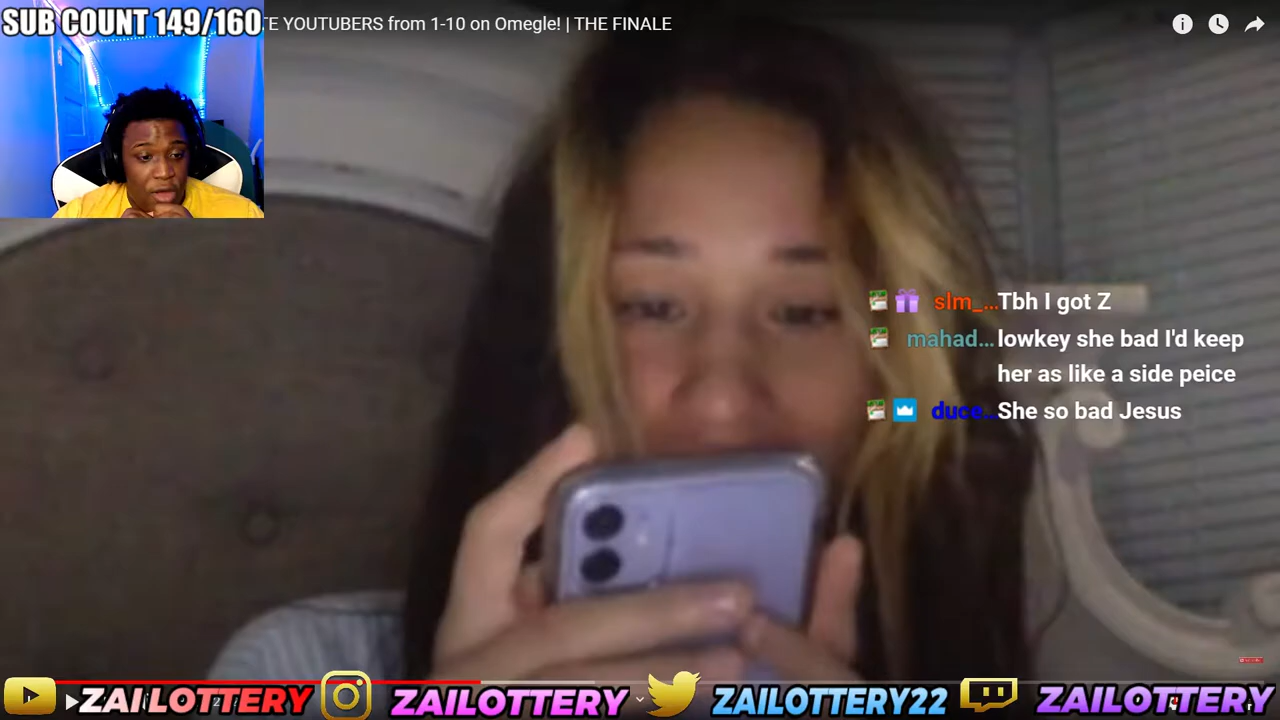 SUB COUNT 149/160
TE YOUTUBERS from 1-10 on Omegle! | THE FINALE
slm_... Tbh I got Z
mahad... lowkey she bad I'd keep
her as like a side peice
duce... She so bad Jesus
ZAILOTTERY ZAILOTTERY ZAILOTTERY22 ZAILOTTERY